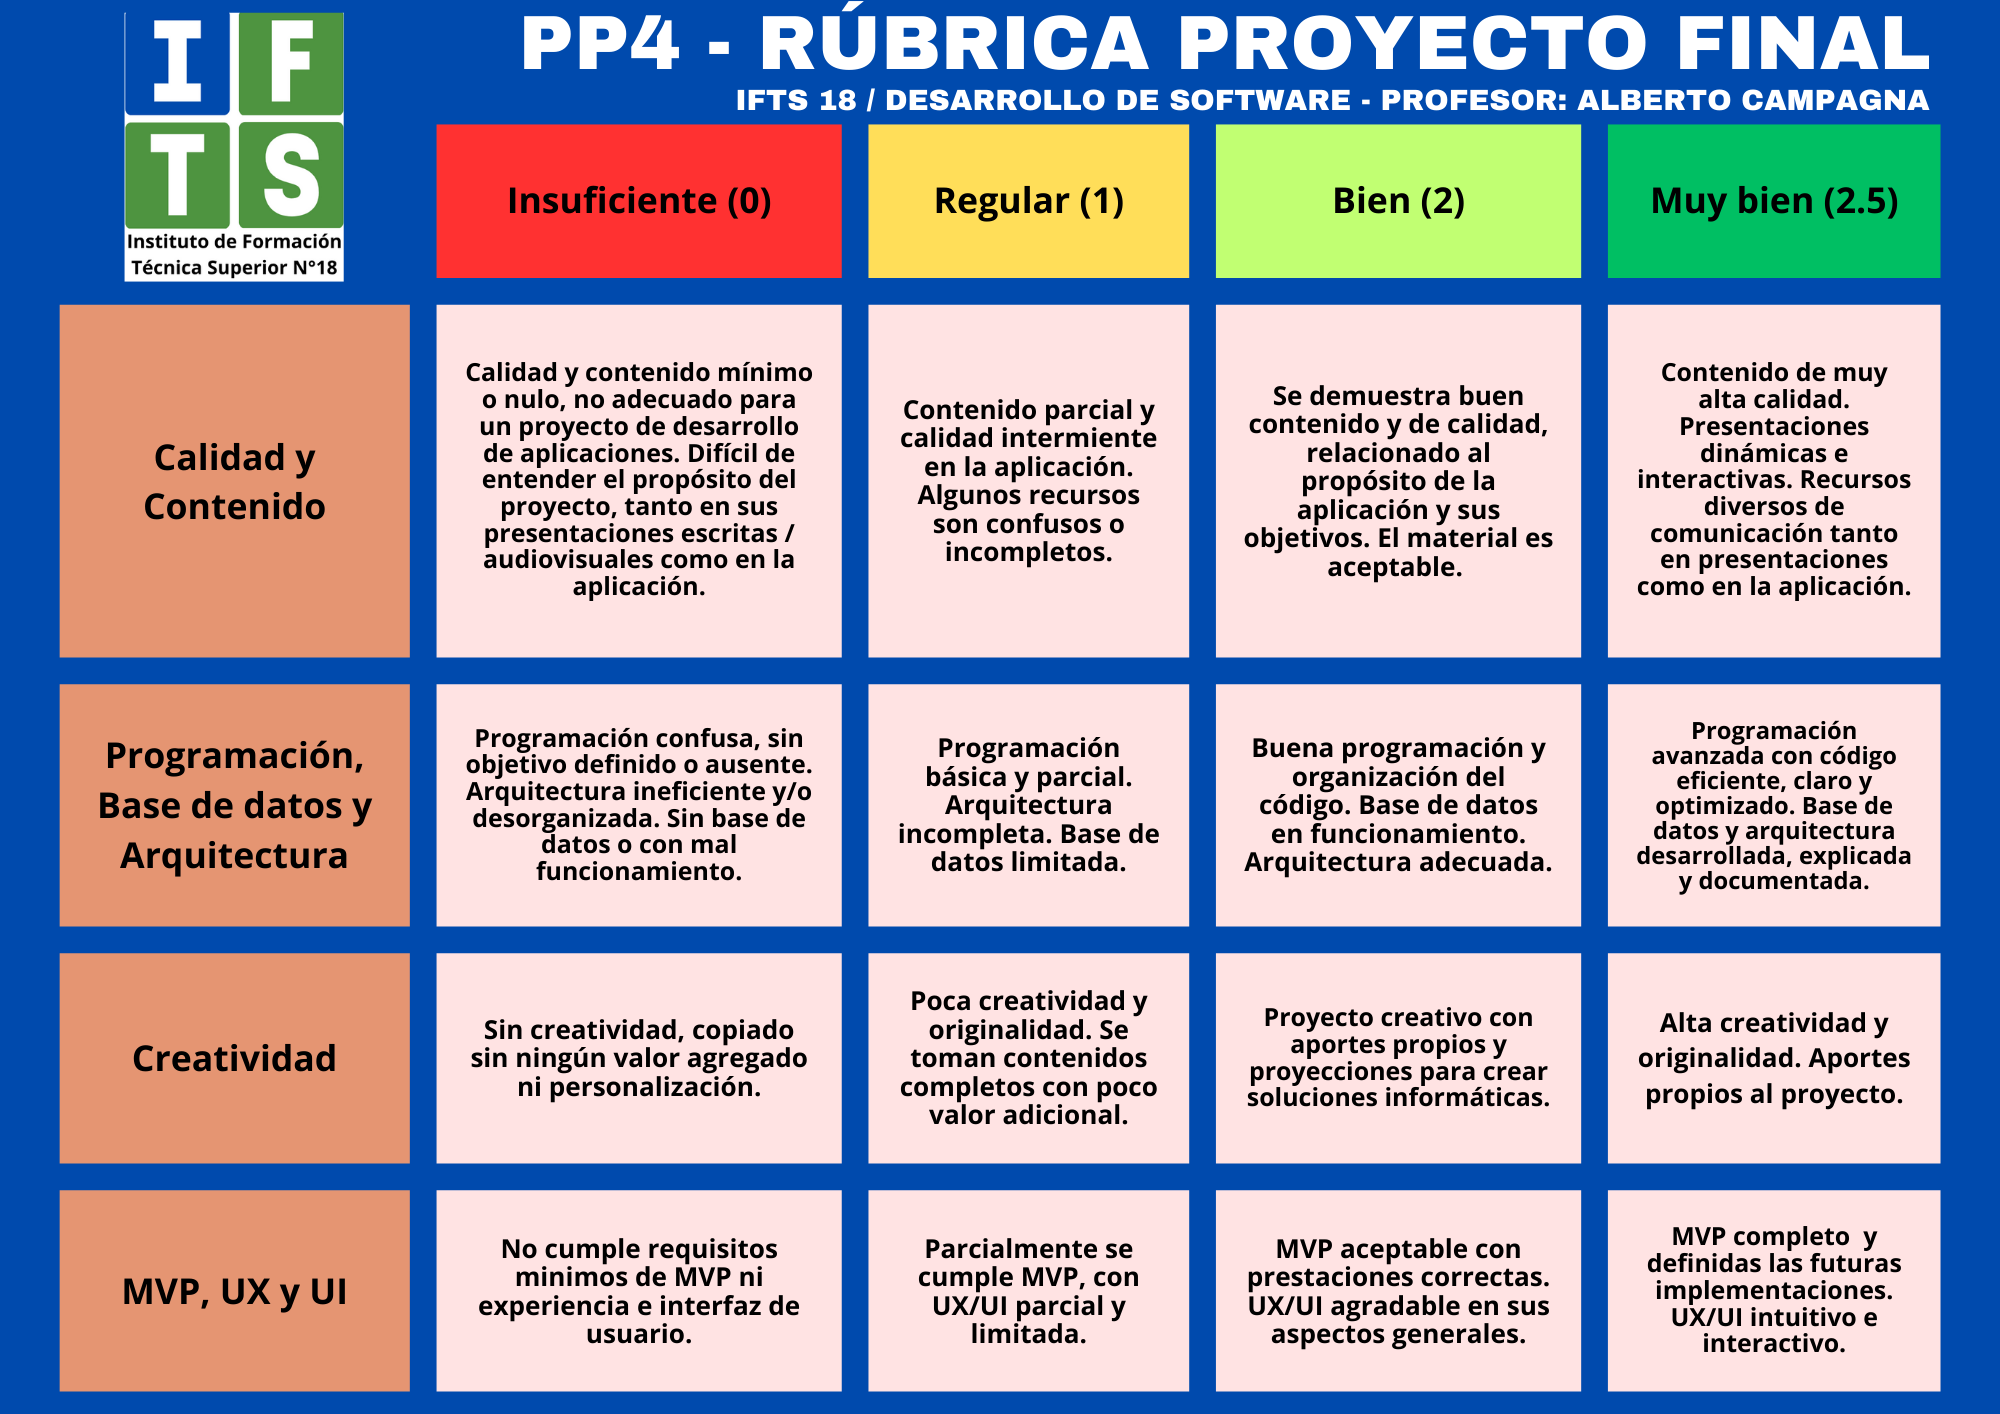 I F
T S
Instituto de Formación
Técnica Superior N°18
PP4 - RÚBRICA PROYECTO FINAL
IFTS 18 / DESARROLLO DE SOFTWARE - PROFESOR: ALBERTO CAMPAGNA
Insuficiente (0)
Regular (1)
Bien (2)
Muy bien (2.5)
Calidad y
Contenido
Calidad y contenido mínimo
o nulo, no adecuado para
un proyecto de desarrollo
de aplicaciones. Difícil de
entender el propósito del
proyecto, tanto en sus
presentaciones escritas /
audiovisuales como en la
aplicación.
Contenido parcial y
calidad intermiente
en la aplicación.
Algunos recursos
son confusos o
incompletos.
Se demuestra buen
contenido y de calidad,
relacionado al
propósito de la
aplicación y sus
objetivos. El material es
aceptable.
Contenido de muy
alta calidad.
Presentaciones
dinámicas e
interactivas. Recursos
diversos de
comunicación tanto
en presentaciones
como en la aplicación.
Programación,
Base de datos y
Arquitectura
Programación confusa, sin
objetivo definido o ausente.
Arquitectura ineficiente y/o
desorganizada. Sin base de
datos o con mal
funcionamiento.
Programación
básica y parcial.
Arquitectura
incompleta. Base de
datos limitada.
Buena programación y
organización del
código. Base de datos
en funcionamiento.
Arquitectura adecuada.
Programación
avanzada con código
eficiente, claro y
optimizado. Base de
datos y arquitectura
desarrollada, explicada
y documentada.
Creatividad
Sin creatividad, copiado
sin ningún valor agregado
ni personalización.
Poca creatividad y
originalidad. Se
toman contenidos
completos con poco
valor adicional.
Proyecto creativo con
aportes propios y
proyecciones para crear
soluciones informáticas.
Alta creatividad y
originalidad. Aportes
propios al proyecto.
MVP, UX y UI
No cumple requisitos
minimos de MVP ni
experiencia e interfaz de
usuario.
Parcialmente se
cumple MVP, con
UX/UI parcial y
limitada.
MVP aceptable con
prestaciones correctas.
UX/UI agradable en sus
aspectos generales.
MVP completo y
definidas las futuras
implementaciones.
UX/UI intuitivo e
interactivo.